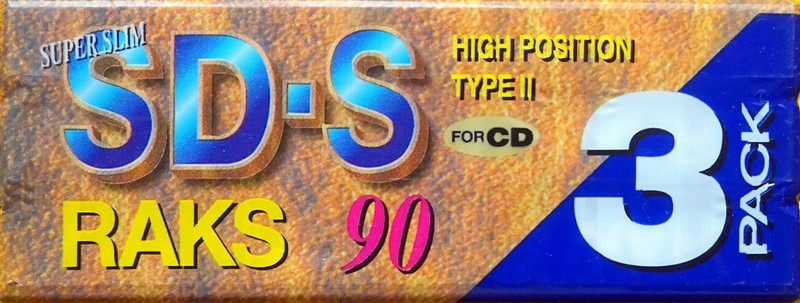 SUPER SLIM
SD·S
RAKS 90
HIGH POSITION
TYPE II
FOR CD
3 PACK